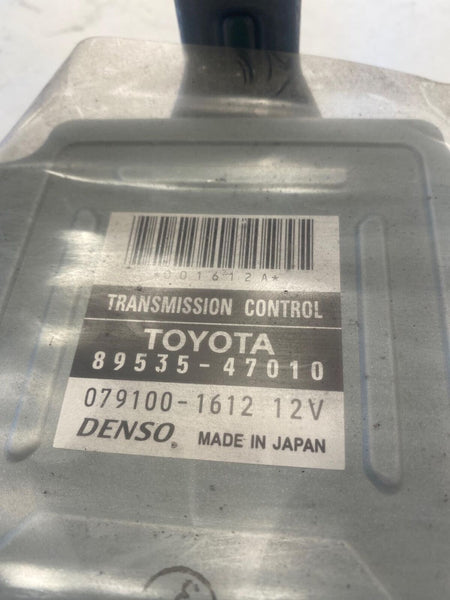 *001612A*
TRANSMISSION CONTROL
TOYOTA
89535-47010
079100-1612 12V
DENSO MADE IN JAPAN